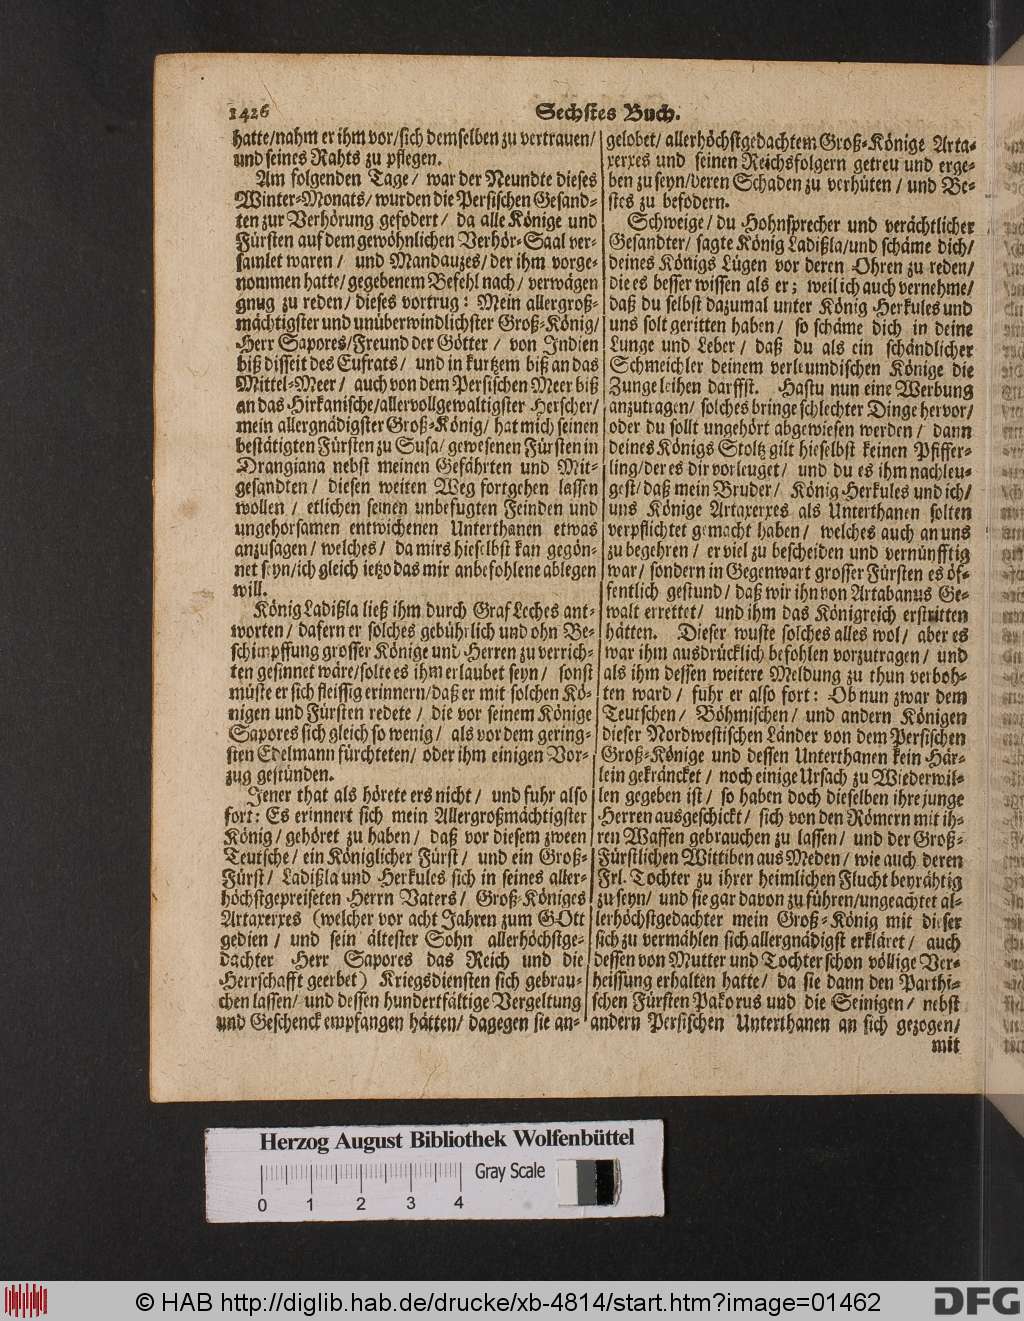 1426
Sechstes Buch.
hatte/nahm er ihm vor/sich demselben zu vertrauen/
und seines Rahts zu pflegen.
Am folgenden Tage/ war der Neundte dieses
Winter-Monats/ wurden die Persischen Gesand-
ten zur Verhörung gefodert/ da alle Könige und
Fürsten auf dem gewöhnlichen Verhör-Saal ver-
samlet waren/ und Mandauzes/ der ihm vorge-
nommen hatte/ gegebenem Befehl nach/ verwägen
gnug zu reden/ dieses vortrug: Mein allergroß-
mächtigster und unüberwindlichster Groß-König/
Herr Sapores/Freund der Götter/ von Indien
biß disseit des Eufrats/ und in kurtzem biß an das
Mittel-Meer/ auch von dem Persischen Meer biß
an das Hirkanische/allervollgewaltigster Herscher/
mein allergnädigster Groß-König/ hat mich seinen
bestätigten Fürsten zu Susa/ gewesenen Fürsten in
Drangiana nebst meinen Gefährten und Mit-
gesandten/ diesen weiten Weg fortgehen lassen
wollen/ etlichen seinen unbefugten Feinden und
ungehorsamen entwichenen Unterthanen etwas
anzusagen/ welches/ da mirs hieselbst kan gegön-
net seyn/ich gleich ietzo das mir anbefohlene ablegen
will.
König Ladißla ließ ihm durch Graf Leches ant-
worten/ dafern er solches gebührlich und ohn Be-
schimpffung grosser Könige und Herren zu verrich-
ten gesinnet wäre/solte es ihm erlaubet seyn/ sonst
müste er sich fleissig erinnern/daß er mit solchen Kö-
nigen und Fürsten redete/ die vor seinem Könige
Sapores sich gleich so wenig/ als vor dem gering-
sten Edelmann fürchteten/ oder ihm einigen Vor-
zug gestünden.
Jener that als hörete ers nicht/ und fuhr also
fort: Es erinnert sich mein Allergroßmächtigster
König/ gehöret zu haben/ daß vor diesem zween
Teutsche/ ein Königlicher Fürst/ und ein Groß-
Fürst/ Ladißla und Herkules sich in seines aller-
höchstgepreiseten Herrn Vaters/ Groß-Königes
Artaxerxes (welcher vor acht Jahren zum GOtt
gedien/ und sein ältester Sohn allerhöchstge-
dachter Herr Sapores das Reich und die
Herrschafft geerbet) Kriegsdiensten sich gebrau-
chen lassen/ und dessen hundertfältige Vergeltung
und Geschenck empfangen hätten/ dagegen sie an-
gelobet/ allerhöchstgedachtem Groß-Könige Arta-
xerxes und seinen Reichsfolgern getreu und erge-
ben zu seyn/ deren Schaden zu verhüten/ und Be-
stes zu befodern.
Schweige/ du Hohnsprecher und verächtlicher
Gesandter/ sagte König Ladißla/und schäme dich/
deines Königs Lügen vor deren Ohren zu reden/
die es besser wissen als er; weil ich auch vernehme/
daß du selbst dazumal unter König Herkules und
uns solt geritten haben/ so schäme dich in deine
Lunge und Leber/ daß du als ein schändlicher
Schmeichler deinem verleumdischen Könige die
Zunge leihen darffst. Hastu nun eine Werbung
anzutragen/ solches bringe schlechter Dinge hervor/
oder du sollt ungehört abgewiesen werden/ dann
deines Königs Stoltz gilt hieselbst keinen Pfiffer-
ling/der es dir vorleuget/ und du es ihm nachleu-
gest/ daß mein Bruder/ König Herkules und ich/
uns Könige Artaxerxes als Unterthanen solten
verpflichtet gemacht haben/ welches auch an uns
zu begehren/ er viel zu bescheiden und vernünfftig
war/ sondern in Gegenwart grosser Fürsten es öf-
fentlich gestund/ daß wir ihn von Artabanus Ge-
walt errettet/ und ihm das Königreich erstritten
hätten. Dieser wuste solches alles wol/ aber es
war ihm ausdrücklich befohlen vorzutragen/ und
als ihm dessen weitere Meldung zu thun verboh-
ten ward/ fuhr er also fort: Ob nun zwar dem
Teutschen/ Böhmischen/ und andern Königen
dieser Nordwestischen Länder von dem Persischen
Groß-Könige und dessen Unterthanen kein Här-
lein gekräncket/ noch einige Ursach zu Wiederwil-
len gegeben ist/ so haben doch dieselben ihre junge
Herren ausgeschickt/ sich von den Römern mit ih-
ren Waffen gebrauchen zu lassen/ und der Groß-
Fürstlichen Wittiben aus Meden/ wie auch deren
Frl. Tochter zu ihrer heimlichen Flucht beyrähtig
zu seyn/ und sie gar davon zu führen/ungeachtet al-
lerhöchstgedachter mein Groß-König mit dieser
sich zu vermählen sich allergnädigst erkläret/ auch
dessen von Mutter und Tochter schon völlige Ver-
heissung erhalten hatte/ da sie dann den Parthi-
schen Fürsten Pakorus und die Seinigen/ nebst
andern Persischen Unterthanen an sich gezogen/
mit
Herzog August Bibliothek Wolfenbüttel
Gray Scale
0 1 2 3 4
© HAB http://diglib.hab.de/drucke/xb-4814/start.htm?image=01462
DFG